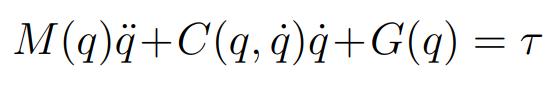 M(q)q̈+C(q, q̇)q̇+G(q) = τ